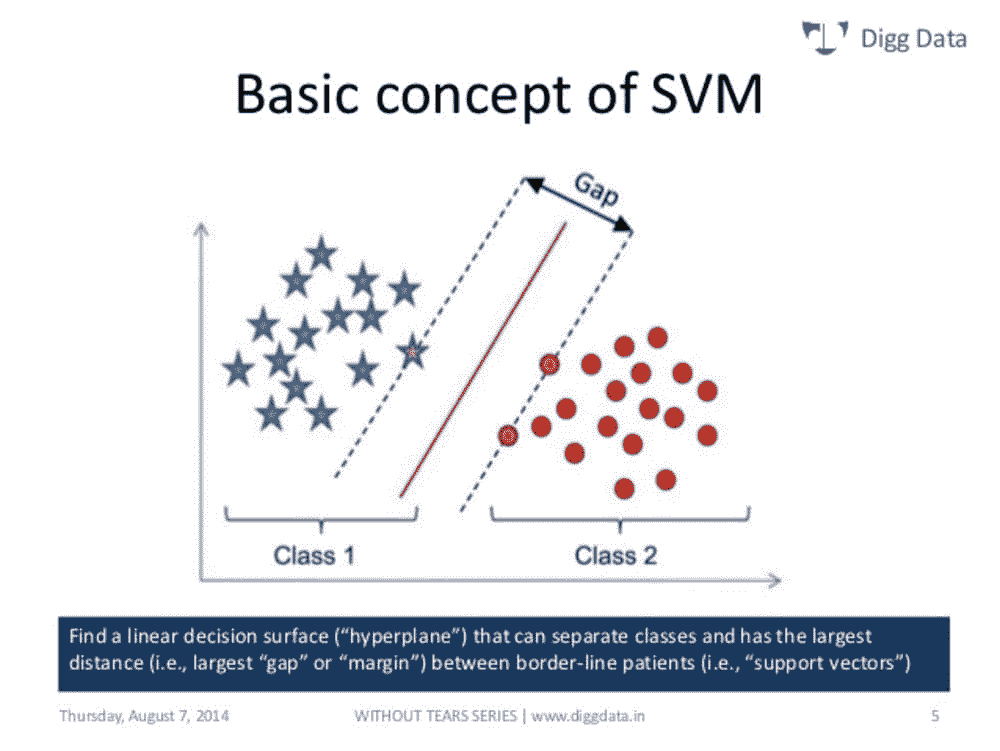 Digg Data
Basic concept of SVM
Gap
Class 1
Class 2
Find a linear decision surface (“hyperplane”) that can separate classes and has the largest
distance (i.e., largest “gap” or “margin”) between border-line patients (i.e., “support vectors”)
Thursday, August 7, 2014
WITHOUT TEARS SERIES | www.diggdata.in
5